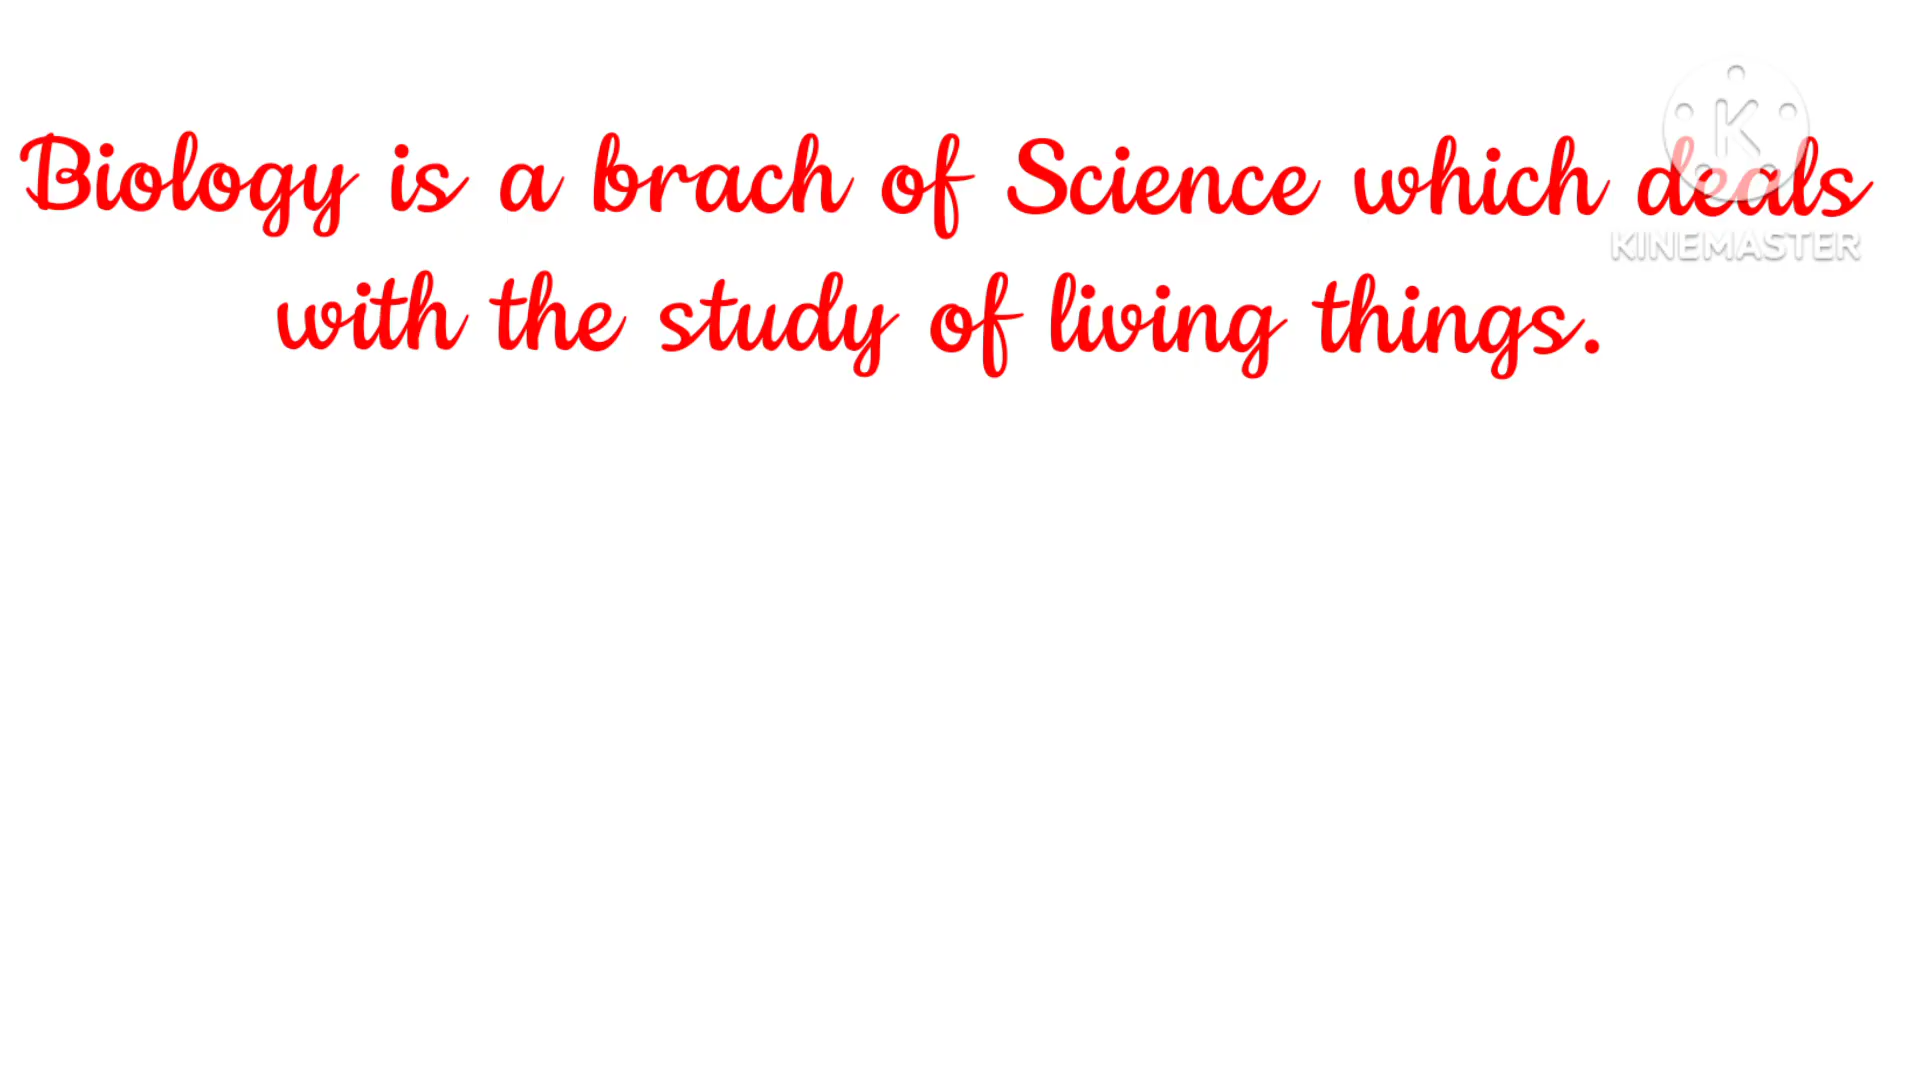 Biology is a brach of Science which deals
with the study of living things.
K
KINEMASTER